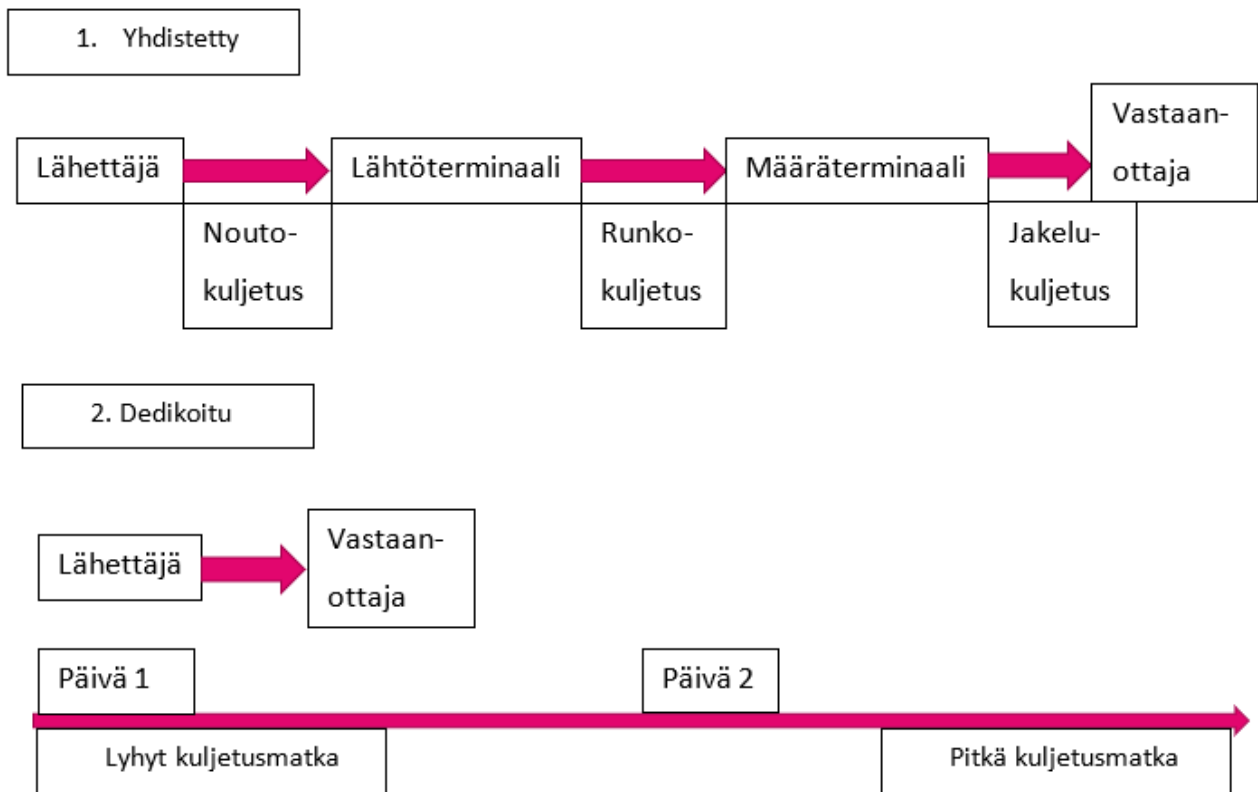 1. Yhdistetty
Lähettäjä
Lähtöterminaali
Määräterminaali
Vastaan-
ottaja
Nouto-
kuljetus
Runko-
kuljetus
Jakelu-
kuljetus
2. Dedikoitu
Lähettäjä
Vastaan-
ottaja
Päivä 1
Päivä 2
Lyhyt kuljetusmatka
Pitkä kuljetusmatka